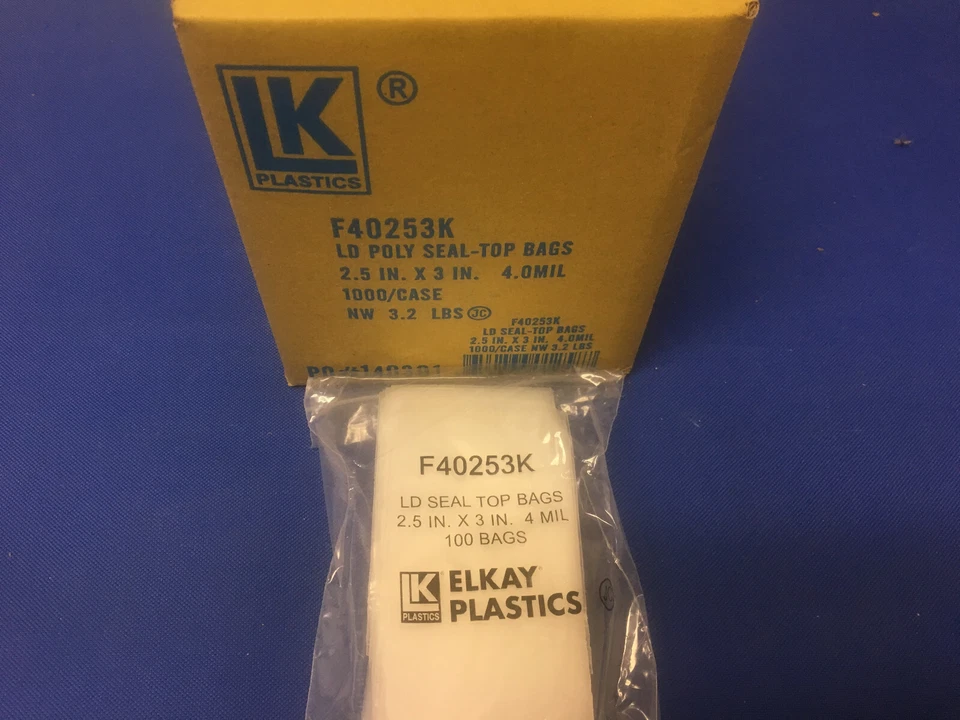 LK ®
PLASTICS
F40253K
LD POLY SEAL-TOP BAGS
2.5 IN. X 3 IN. 4.0MIL
1000/CASE
NW 3.2 LBS JC
F40253K
LD SEAL-TOP BAGS
2.5 IN. X 3 IN. 4.0MIL
1000/CASE NW 3.2 LBS
F40253K
LD SEAL TOP BAGS
2.5 IN. X 3 IN. 4 MIL
100 BAGS
LK
PLASTICS
ELKAY
PLASTICS
JC